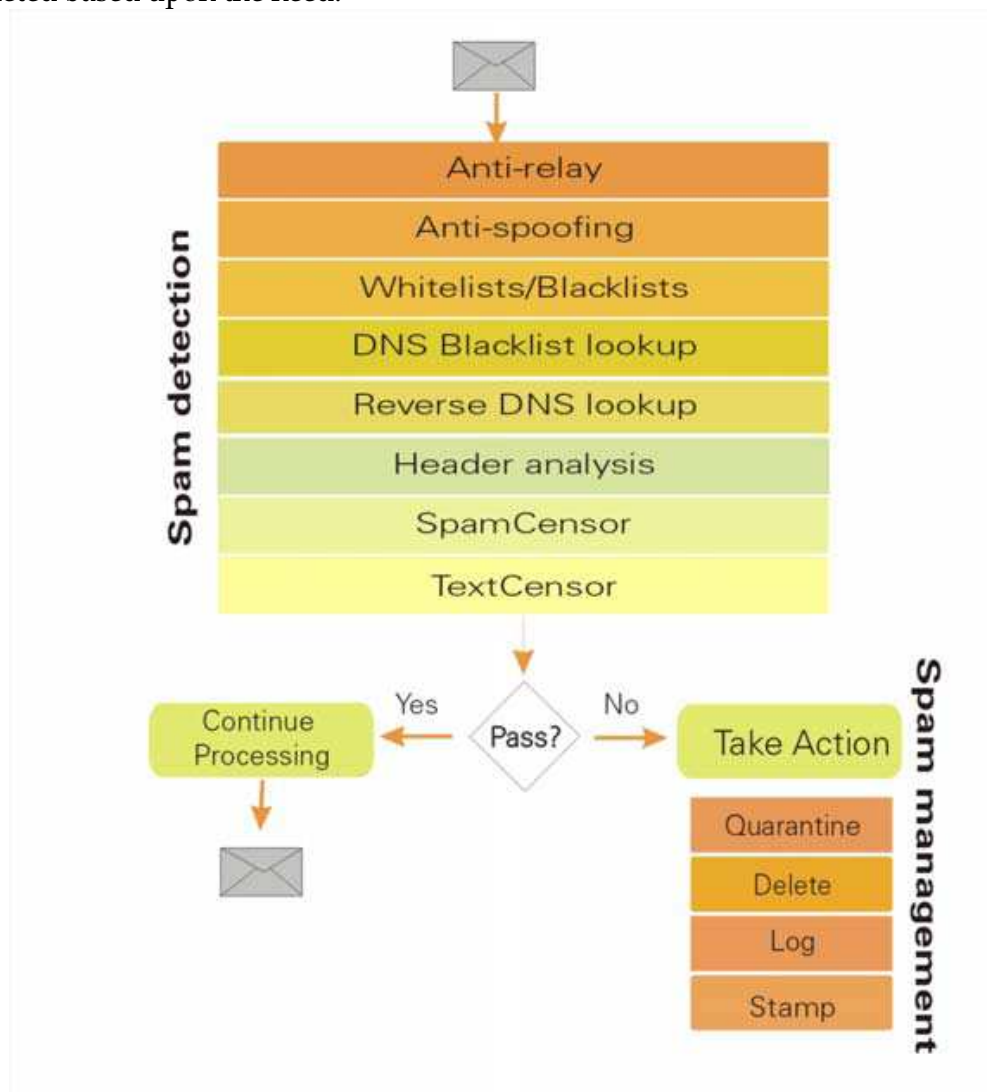 Anti-relay
Anti-spoofing
Whitelists/Blacklists
DNS Blacklist lookup
Reverse DNS lookup
Header analysis
SpamCensor
TextCensor
Spam detection
Pass?
Yes
No
Continue
Processing
Take Action
Quarantine
Delete
Log
Stamp
Spam management